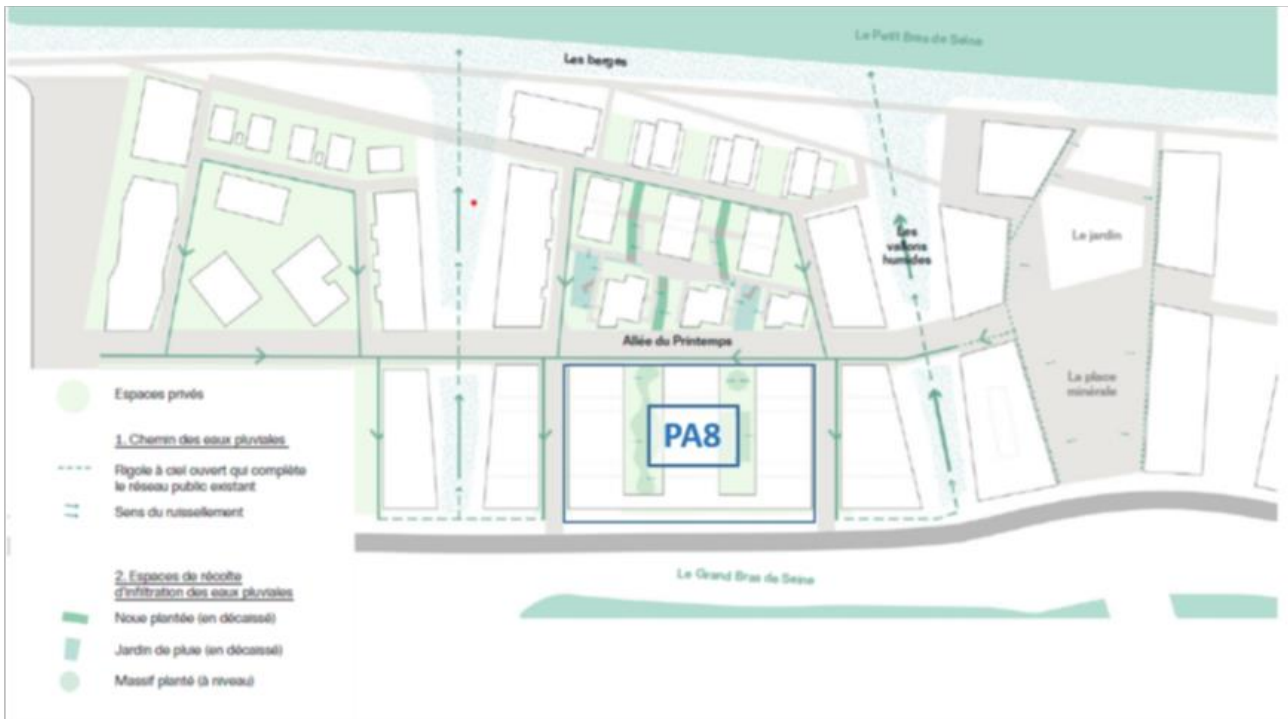 Le Petit Bras de Seine
Les berges
Le jardin
Les
vallons
humides
Allée du Printemps
La place
minérale
PA8
Espaces privés
1. Chemin des eaux pluviales
Rigole à ciel ouvert qui complète
le réseau public existant
Sens du ruissellement
Le Grand Bras de Seine
2. Espaces de récolte
d'infiltration des eaux pluviales
Noue plantée (en décaissé)
Jardin de pluie (en décaissé)
Massif planté (à niveau)